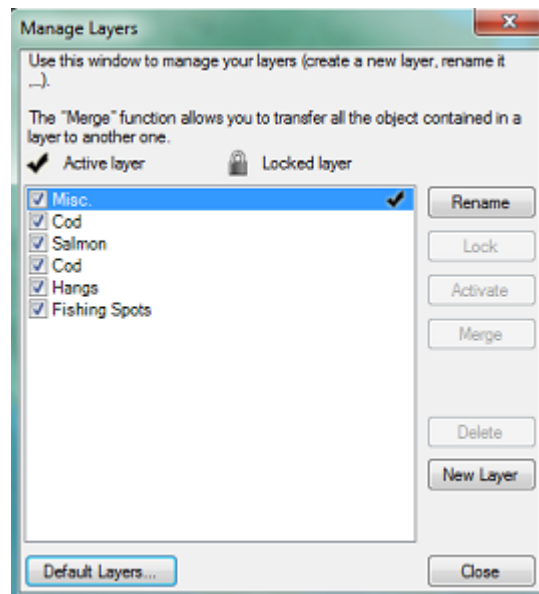 Manage Layers
Use this window to manage your layers (create a new layer, rename it
,...).
The "Merge" function allows you to transfer all the object contained in a
layer to another one.
Active layer Locked layer
Misc.
Cod
Salmon
Cod
Hangs
Fishing Spots
Rename
Lock
Activate
Merge
Delete
New Layer
Default Layers...
Close